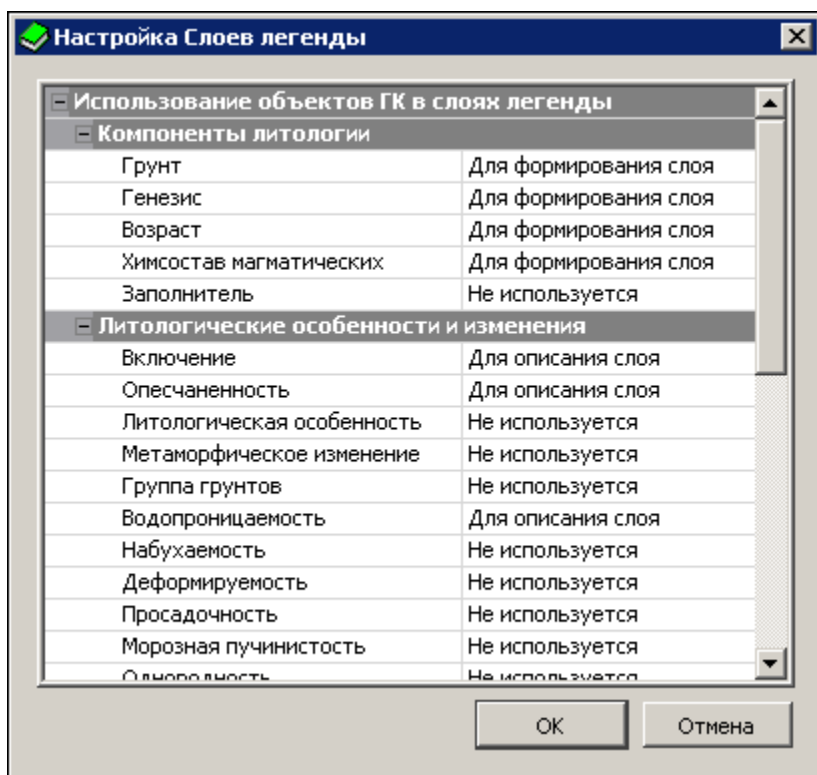 Настройка Слоев легенды
Использование объектов ГК в слоях легенды
Компоненты литологии
Грунт Для формирования слоя
Генезис Для формирования слоя
Возраст Для формирования слоя
Химсостав магматических Для формирования слоя
Заполнитель Не используется
Литологические особенности и изменения
Включение Для описания слоя
Опесчаненность Для описания слоя
Литологическая особенность Не используется
Метаморфическое изменение Не используется
Группа грунтов Не используется
Водопроницаемость Для описания слоя
Набухаемость Не используется
Деформируемость Не используется
Просадочность Не используется
Морозная пучинистость Не используется
Однородность Не используется
OK Отмена